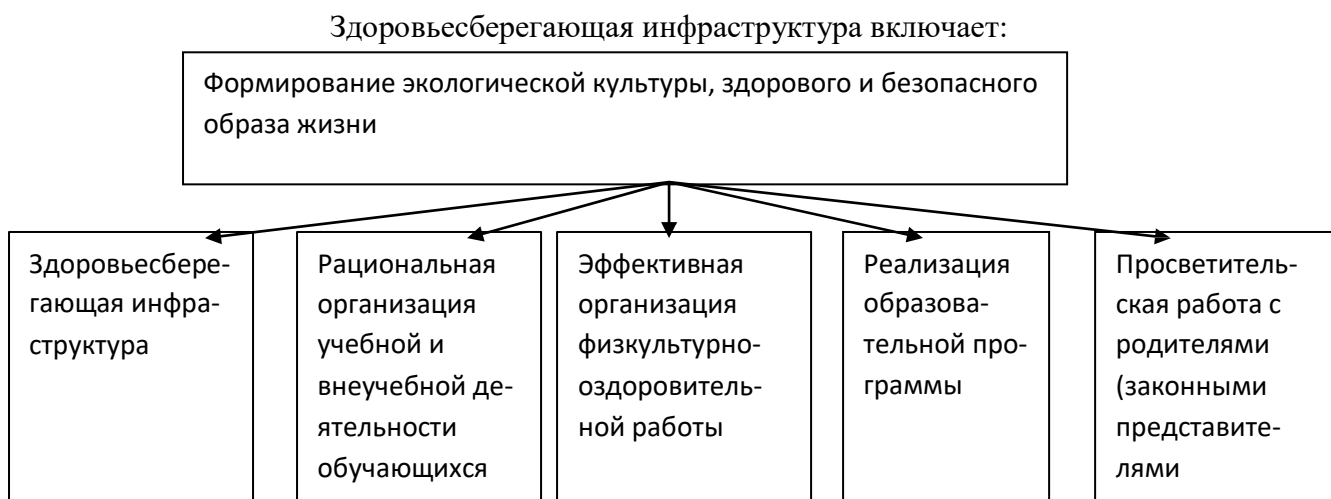 Здоровьесберегающая инфраструктура включает:
Формирование экологической культуры, здорового и безопасного
образа жизни
Здоровьесбере-
гающая инфра-
структура
Рациональная
организация
учебной и
внеучебной де-
ятельности
обучающихся
Эффективная
организация
физкультурно-
оздоровитель-
ной работы
Реализация
образова-
тельной про-
граммы
Просветитель-
ская работа с
родителями
(законными
представите-
лями